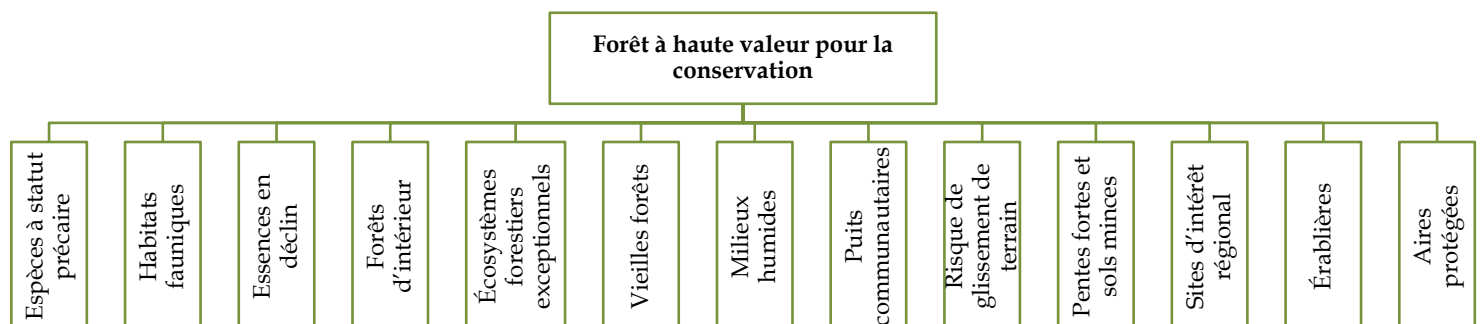 Forêt à haute valeur pour la
conservation
Espèces à statut
précaire
Habitats
fauniques
Essences en
déclin
Forêts
d'intérieur
Écosystèmes
forestiers
exceptionnels
Vieilles forêts
Milieux
humides
Puits
communautaires
Risque de
glissement de
terrain
Pentes fortes et
sols minces
Sites d'intérêt
régional
Érablières
Aires
protégées